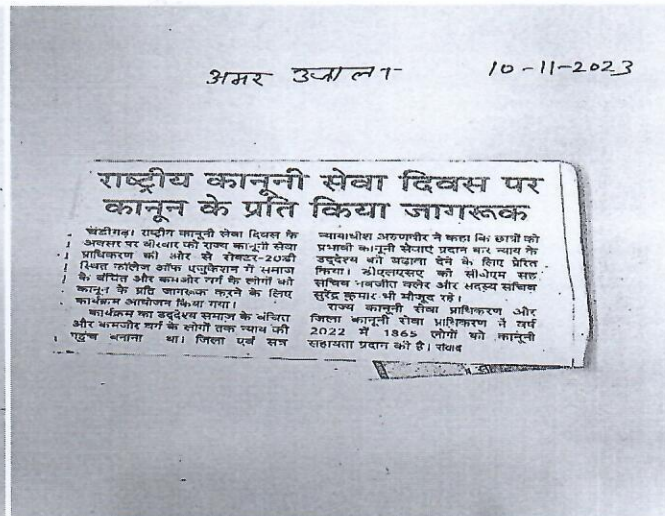 अमर उजाला 10-11-2023
राष्ट्रीय कानूनी सेवा दिवस पर
कानून के प्रति किया जागरूक
चंडीगढ़। राष्ट्रीय कानूनी सेवा दिवस के
अवसर पर वीरवार को राज्य कानूनी सेवा
प्राधिकरण की ओर से सेक्टर-20डी
स्थित कॉलेज ऑफ एजुकेशन में समाज
के वंचित और कमजोर वर्ग के लोगों को
कानून के प्रति जागरूक करने के लिए
कार्यक्रम आयोजन किया गया।
कार्यक्रम का उद्देश्य समाज के वंचित
और कमजोर वर्ग के लोगों तक न्याय की
पहुंच बनाना था। जिला एवं सत्र
न्यायाधीश अरुणवीर ने कहा कि छात्रों को
प्रभावी कानूनी सेवाएं प्रदान कर न्याय के
उद्देश्य को बढ़ावा देने के लिए प्रेरित
किया। डीएलएसए की सीजेएम सह
सचिव नवजीत क्लेर और सदस्य सचिव
सुरेंद्र कुमार भी मौजूद रहे।
राज्य कानूनी सेवा प्राधिकरण और
जिला कानूनी सेवा प्राधिकरण ने वर्ष
2022 में 1865 लोगों को कानूनी
सहायता प्रदान की है। संवाद